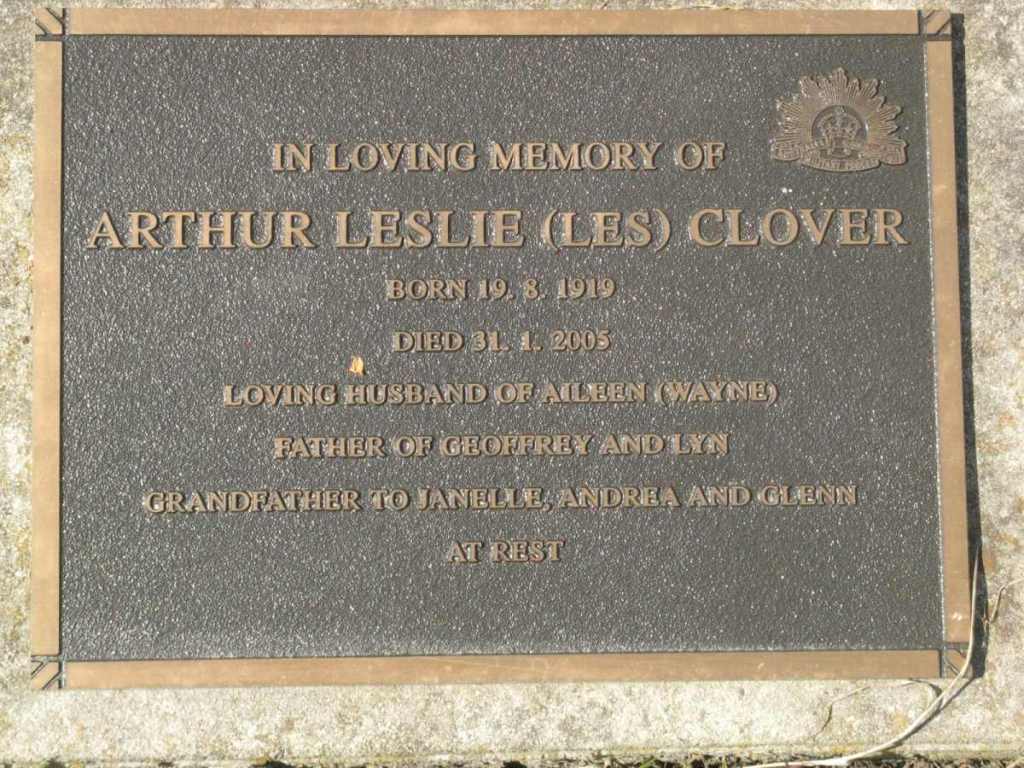 IN LOVING MEMORY OF
ARTHUR LESLIE (LES) CLOVER
BORN 19. 8. 1919
DIED 31. 1. 2005
LOVING HUSBAND OF AILEEN (WAYNE)
FATHER OF GEOFFREY AND LYN
GRANDFATHER TO JANELLE, ANDREA AND GLENN
AT REST